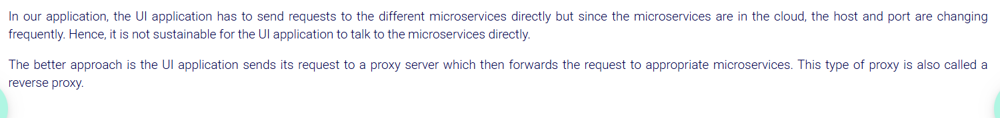 In our application, the UI application has to send requests to the different microservices directly but since the microservices are in the cloud, the host and port are changing
frequently. Hence, it is not sustainable for the UI application to talk to the microservices directly.
The better approach is the UI application sends its request to a proxy server which then forwards the request to appropriate microservices. This type of proxy is also called a
reverse proxy.